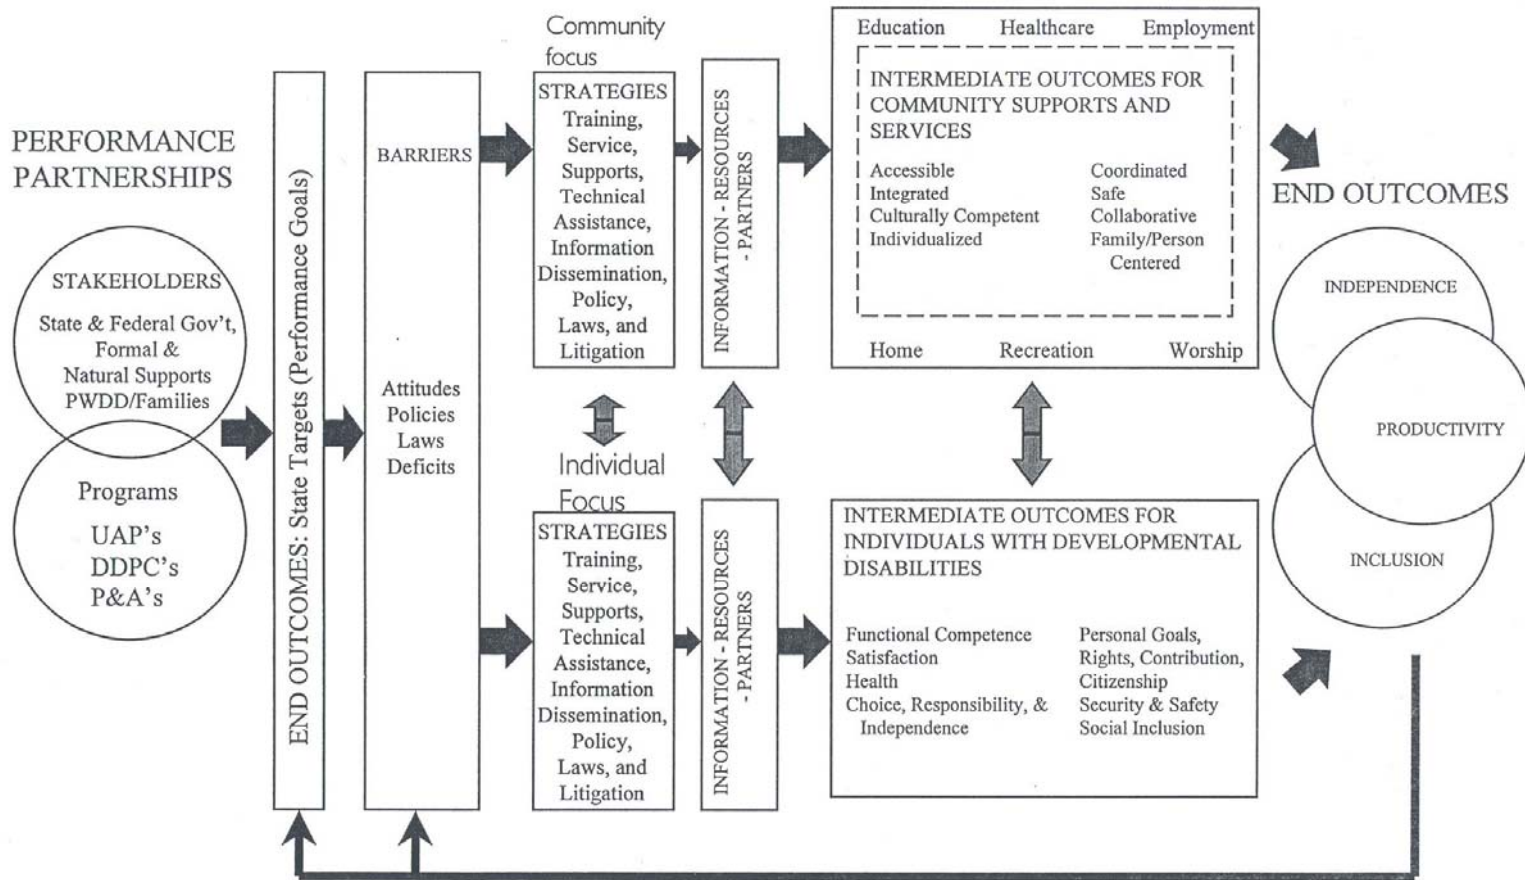 PERFORMANCE
PARTNERSHIPS
STAKEHOLDERS
State & Federal Gov't,
Formal &
Natural Supports
PWDD/Families
Programs
UAP's
DDPC's
P&A's
END OUTCOMES: State Targets (Performance Goals)
BARRIERS
Attitudes
Policies
Laws
Deficits
Community
focus
STRATEGIES
Training,
Service,
Supports,
Technical
Assistance,
Information
Dissemination,
Policy,
Laws, and
Litigation
INFORMATION - RESOURCES
- PARTNERS
Education Healthcare Employment
INTERMEDIATE OUTCOMES FOR
COMMUNITY SUPPORTS AND
SERVICES
Accessible
Integrated
Culturally Competent
Individualized
Coordinated
Safe
Collaborative
Family/Person
Centered
Home Recreation Worship
Individual
Focus
STRATEGIES
Training,
Service,
Supports,
Technical
Assistance,
Information
Dissemination,
Policy,
Laws, and
Litigation
INFORMATION - RESOURCES
- PARTNERS
INTERMEDIATE OUTCOMES FOR
INDIVIDUALS WITH DEVELOPMENTAL
DISABILITIES
Functional Competence
Satisfaction
Health
Choice, Responsibility, &
Independence
Personal Goals,
Rights, Contribution,
Citizenship
Security & Safety
Social Inclusion
END OUTCOMES
INDEPENDENCE
PRODUCTIVITY
INCLUSION